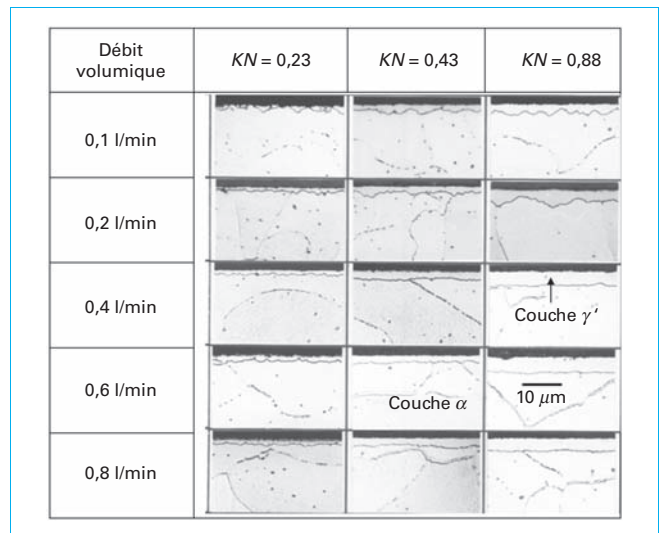 Débit
volumique
KN = 0,23
KN = 0,43
KN = 0,88
0,1 l/min
0,2 l/min
0,4 l/min
Couche γ′
0,6 l/min
Couche α
10 μm
0,8 l/min